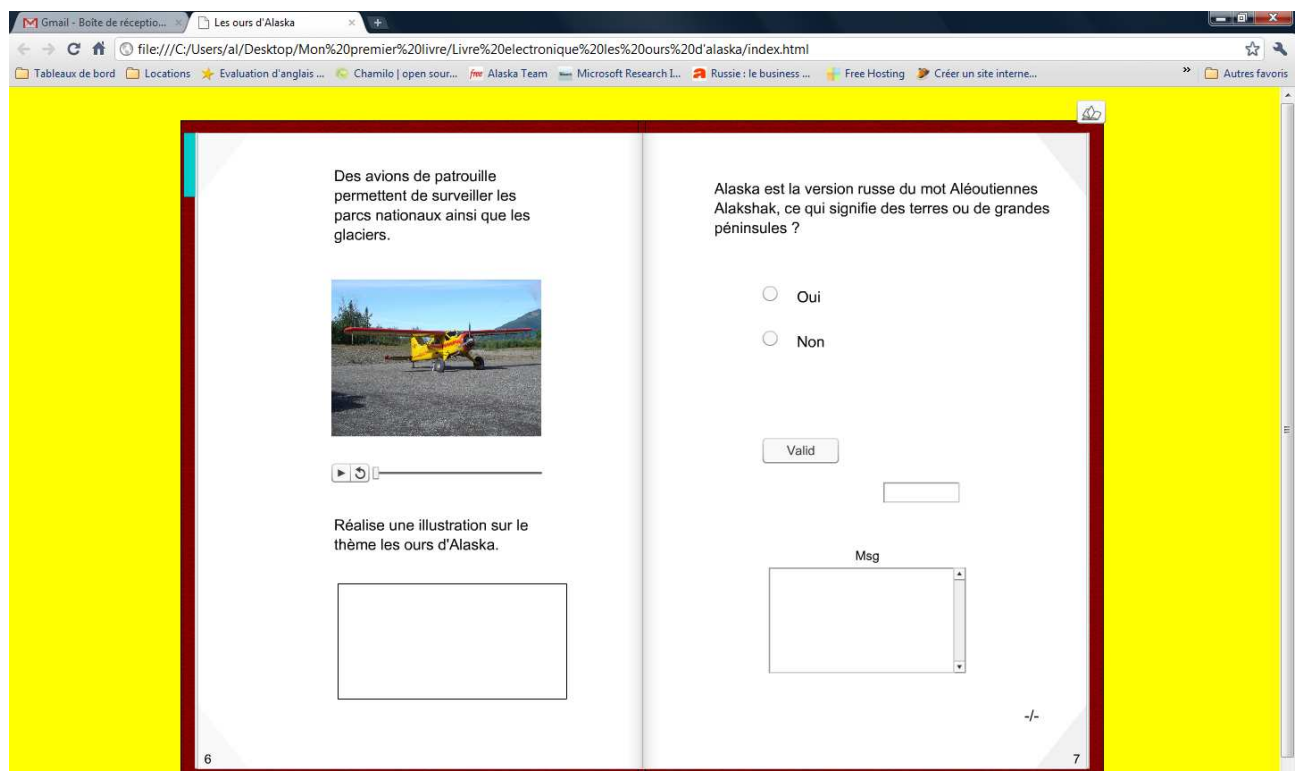 Gmail - Boîte de réceptio...
Les ours d'Alaska
file:///C:/Users/al/Desktop/Mon%20premier%20livre/Livre%20electronique%20les%20ours%20d'alaska/index.html
Tableaux de bord Locations Evaluation d'anglais ... Chamilo | open sour... free Alaska Team Microsoft Research I... Russie : le business ... Free Hosting Créer un site interne... » Autres favoris
Des avions de patrouille
permettent de surveiller les
parcs nationaux ainsi que les
glaciers.
Réalise une illustration sur le
thème les ours d'Alaska.
6
Alaska est la version russe du mot Aléoutiennes
Alakshak, ce qui signifie des terres ou de grandes
péninsules ?
Oui
Non
Valid
Msg
-/-
7